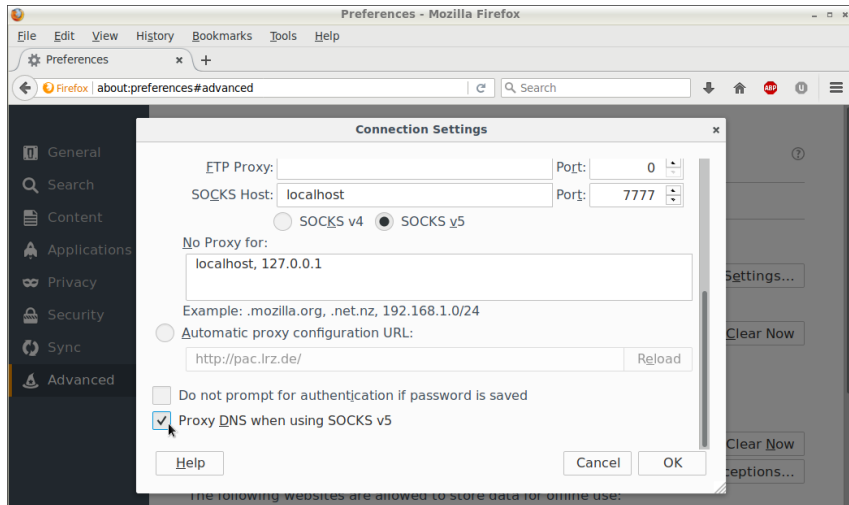 Preferences - Mozilla Firefox
File Edit View History Bookmarks Tools Help
Preferences × +
Firefox about:preferences#advanced Search ABP
Connection Settings ×
General
Search
Content
Applications
Privacy
Security
Sync
Advanced
FTP Proxy: Port: 0
SOCKS Host: localhost Port: 7777
SOCKS v4 SOCKS v5
No Proxy for:
localhost, 127.0.0.1
Example: .mozilla.org, .net.nz, 192.168.1.0/24
Automatic proxy configuration URL:
http://pac.lrz.de/ Reload
Do not prompt for authentication if password is saved
Proxy DNS when using SOCKS v5
Help Cancel OK
Settings...
Clear Now
Clear Now
ceptions...
The following websites are allowed to store data for offline use: